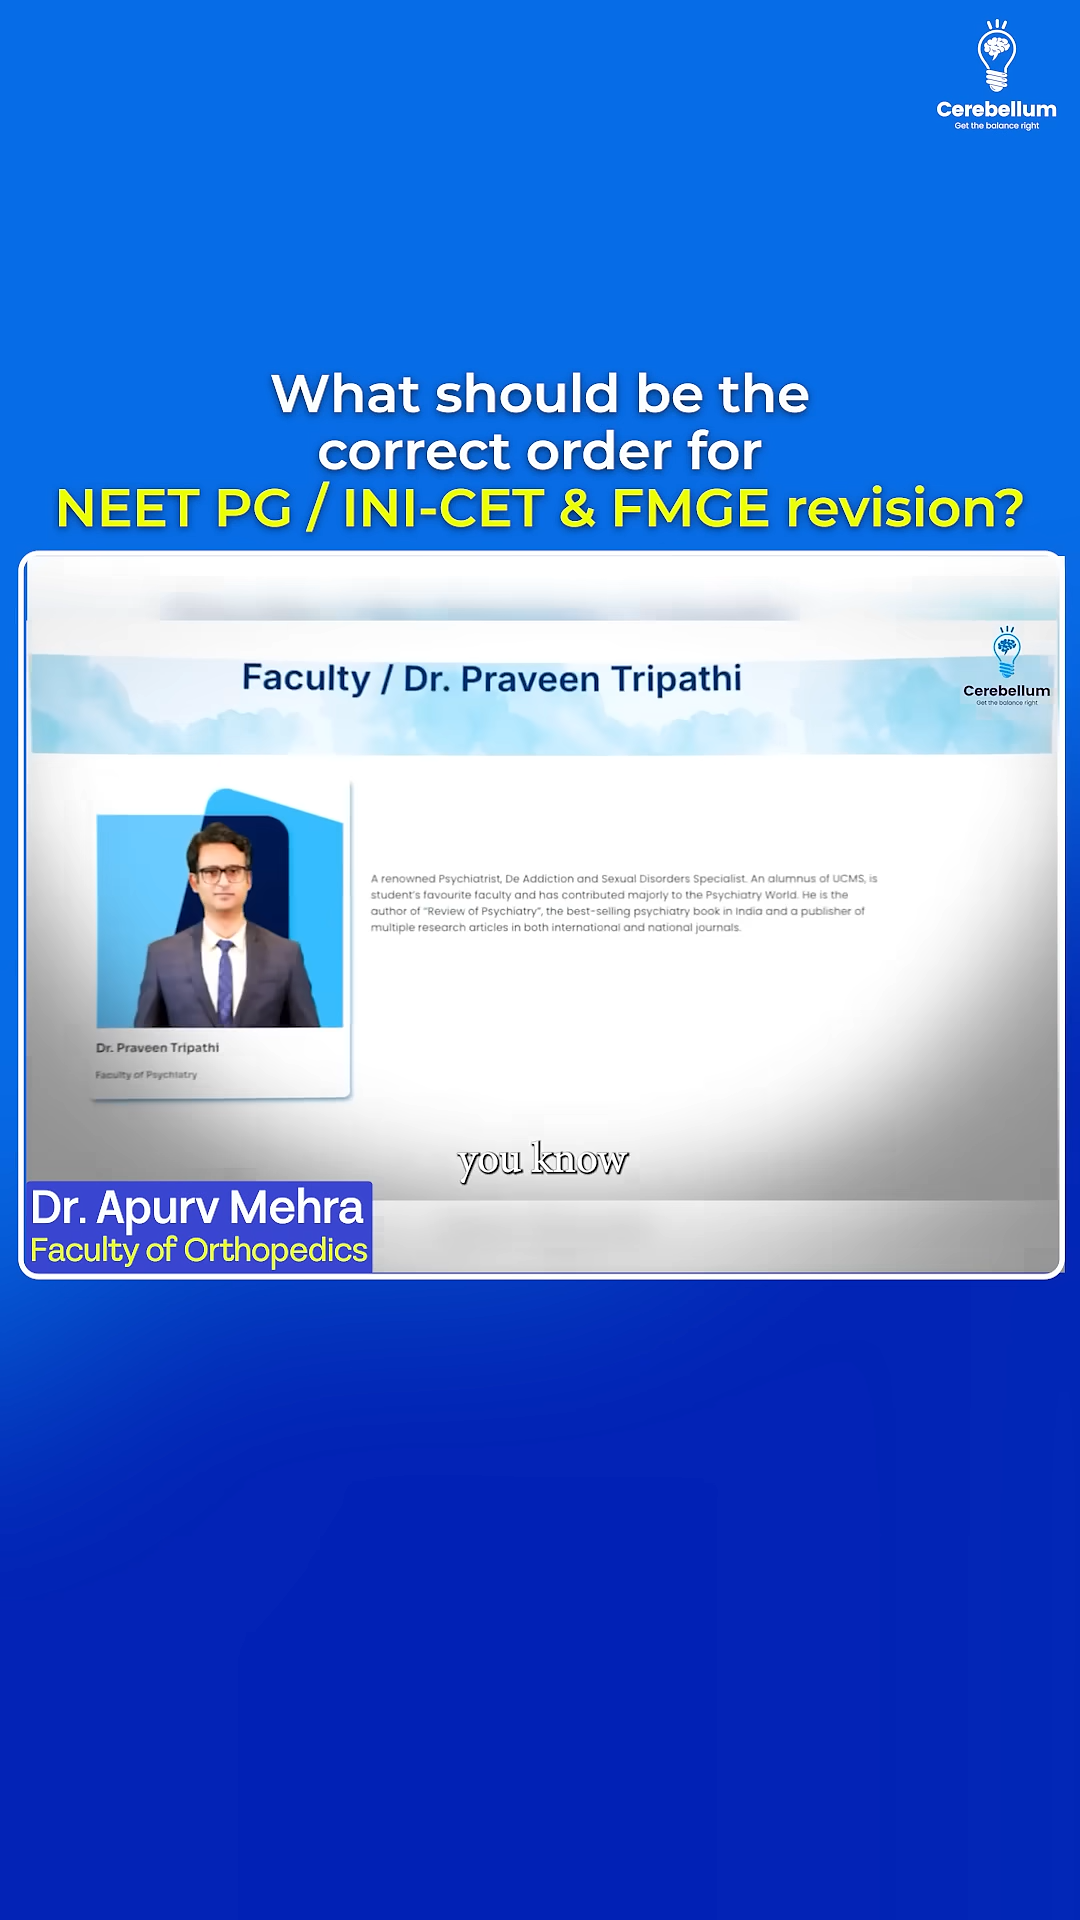 Cerebellum
Get the balance right
What should be the
correct order for
NEET PG / INI-CET & FMGE revision?
Faculty / Dr. Praveen Tripathi
Cerebellum
Get the balance right
A renowned Psychiatrist, De Addiction and Sexual Disorders Specialist. An alumnus of UCMS, is
student's favourite faculty and has contributed majorly to the Psychiatry World. He is the
author of "Review of Psychiatry", the best-selling psychiatry book in India and a publisher of
multiple research articles in both international and national journals.
Dr. Praveen Tripathi
Faculty of Psychiatry
you know
Dr. Apurv Mehra
Faculty of Orthopedics